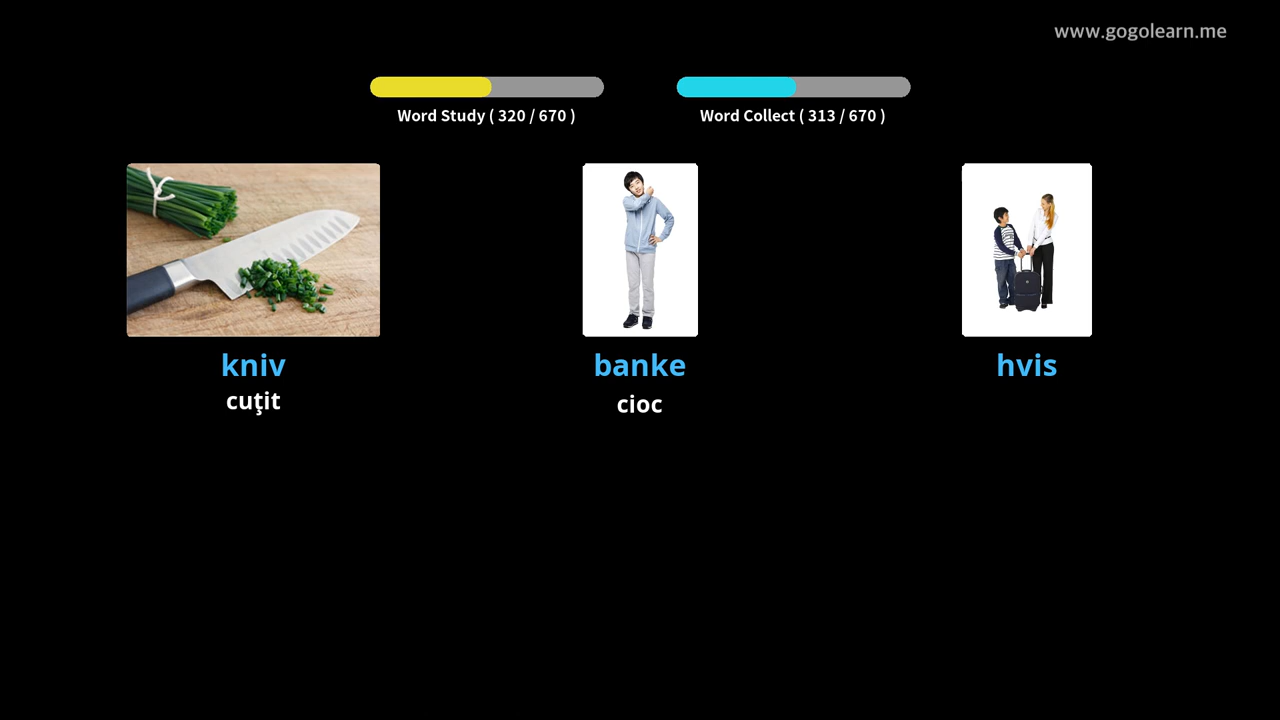 www.gogolearn.me
Word Study ( 320 / 670 )
Word Collect ( 313 / 670 )
kniv
cuţit
banke
cioc
hvis